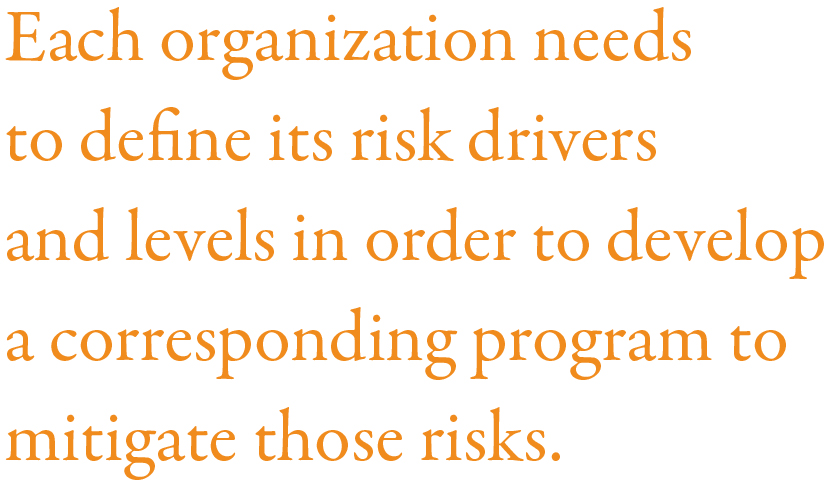 Each organization needs
to define its risk drivers
and levels in order to develop
a corresponding program to
mitigate those risks.